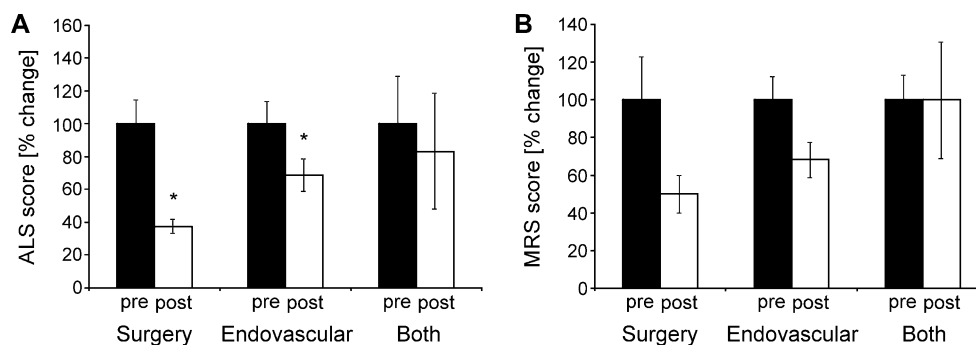 A
ALS score [% change]
160
140
120
100
80
60
40
20
0
*
*
pre post pre post pre post
Surgery Endovascular Both
B
MRS score [% change]
140
120
100
80
60
40
20
0
pre post pre post pre post
Surgery Endovascular Both